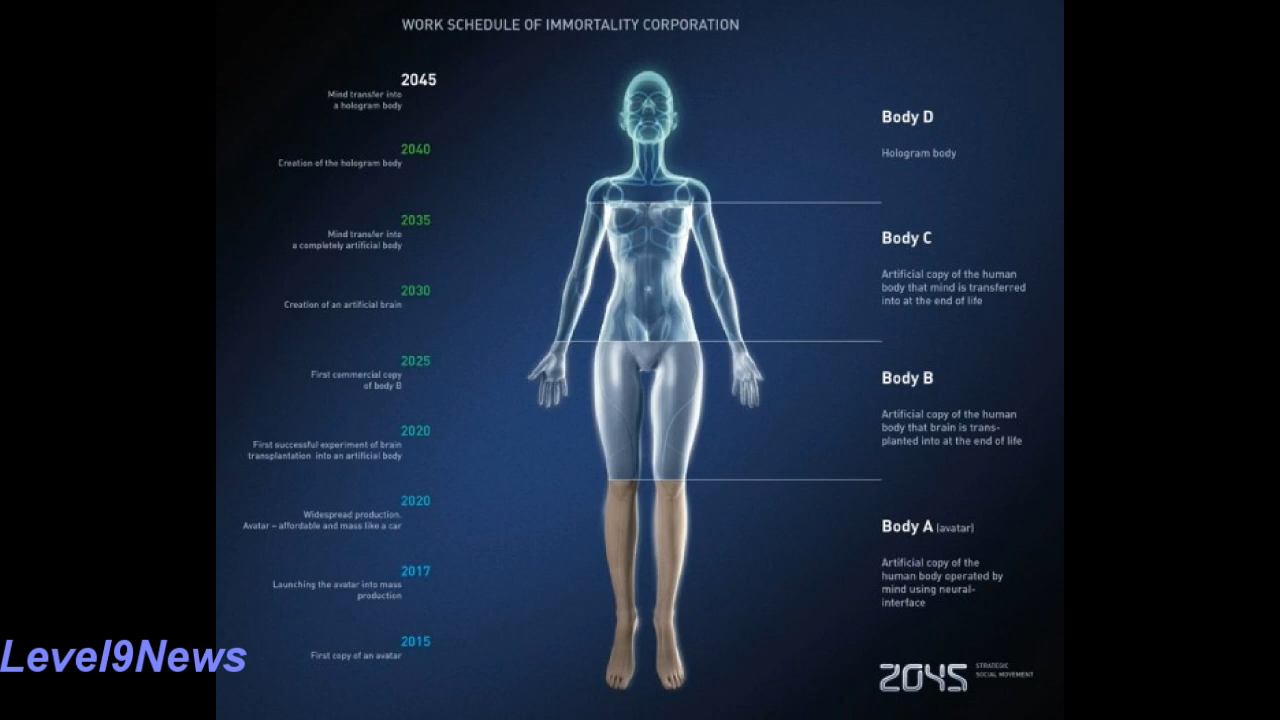 WORK SCHEDULE OF IMMORTALITY CORPORATION
2045
Mind transfer into
a hologram body
2040
Creation of the hologram body
2035
Mind transfer into
a completely artificial body
2030
Creation of an artificial brain
2025
First commercial copy
of body B
2020
First successful experiment of brain
transplantation into an artificial body
2020
Widespread production.
Avatar – affordable and mass like a car
2017
Launching the avatar into mass
production
2015
First copy of an avatar
Body D
Hologram body
Body C
Artificial copy of the human
body that mind is transferred
into at the end of life
Body B
Artificial copy of the human
body that brain is trans-
planted into at the end of life
Body A (avatar)
Artificial copy of the
human body operated by
mind using neural-
interface
2045 STRATEGIC
SOCIAL MOVEMENT
Level9News